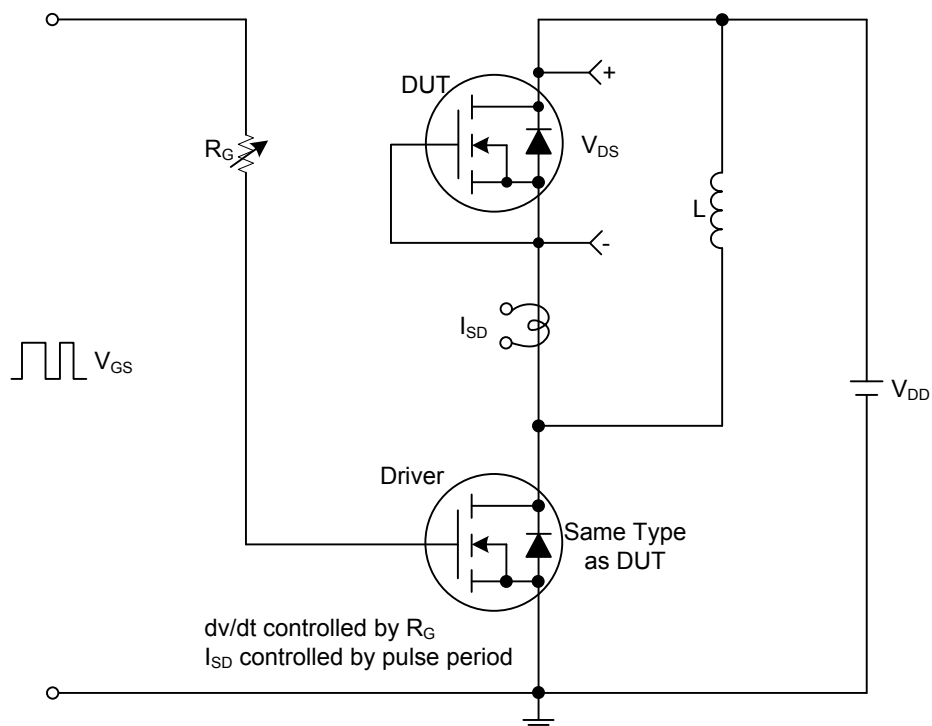 DUT
+
R_G
V_DS
L
-
I_SD
V_GS
V_DD
Driver
Same Type
as DUT
dv/dt controlled by R_G
I_SD controlled by pulse period